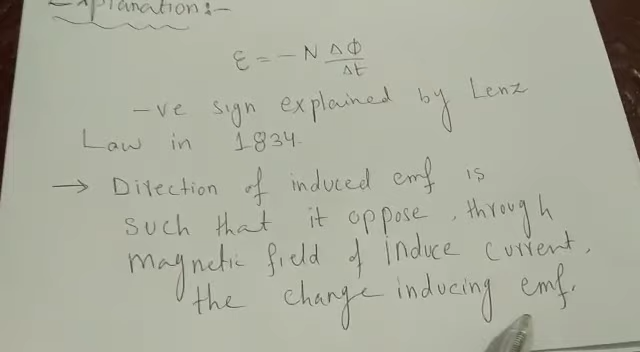 Explanation:-
ε = - N ΔΦ/Δt
-ve sign explained by Lenz
Law in 1834.
→ Direction of induced emf is
such that it oppose, through
magnetic field of induce current,
the change inducing emf.